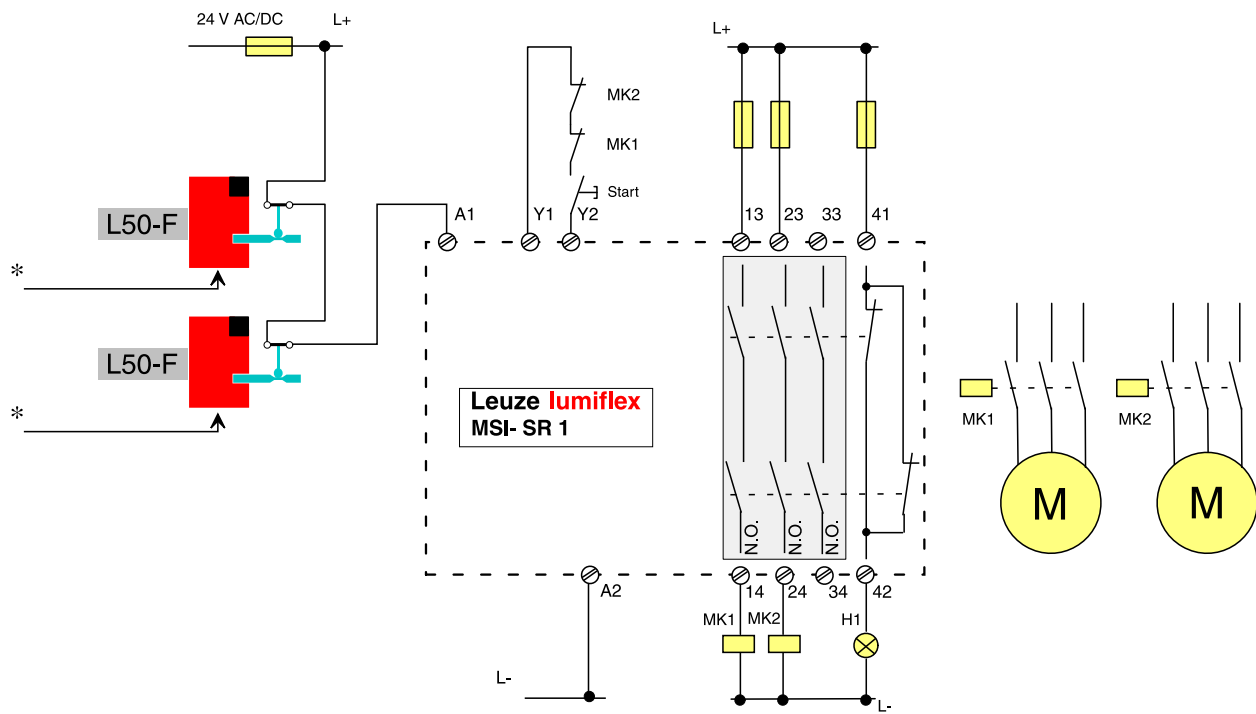 24 V AC/DC
L+
L+
MK2
MK1
Start
L50-F
A1
Y1
Y2
13
23
33
41
*
L50-F
*
Leuze lumiflex
MSI- SR 1
MK1
MK2
M
M
N.O.
N.O.
N.O.
A2
14
24
34
42
MK1
MK2
H1
L-
L-